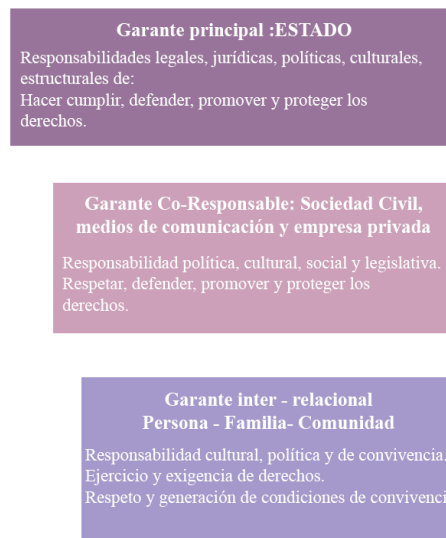 Garante principal :ESTADO
Responsabilidades legales, jurídicas, políticas, culturales,
estructurales de:
Hacer cumplir, defender, promover y proteger los
derechos.
Garante Co-Responsable: Sociedad Civil,
medios de comunicación y empresa privada
Responsabilidad política, cultural, social y legislativa.
Respetar, defender, promover y proteger los
derechos.
Garante inter - relacional
Persona - Familia- Comunidad
Responsabilidad cultural, política y de convivencia.
Ejercicio y exigencia de derechos.
Respeto y generación de condiciones de convivenci